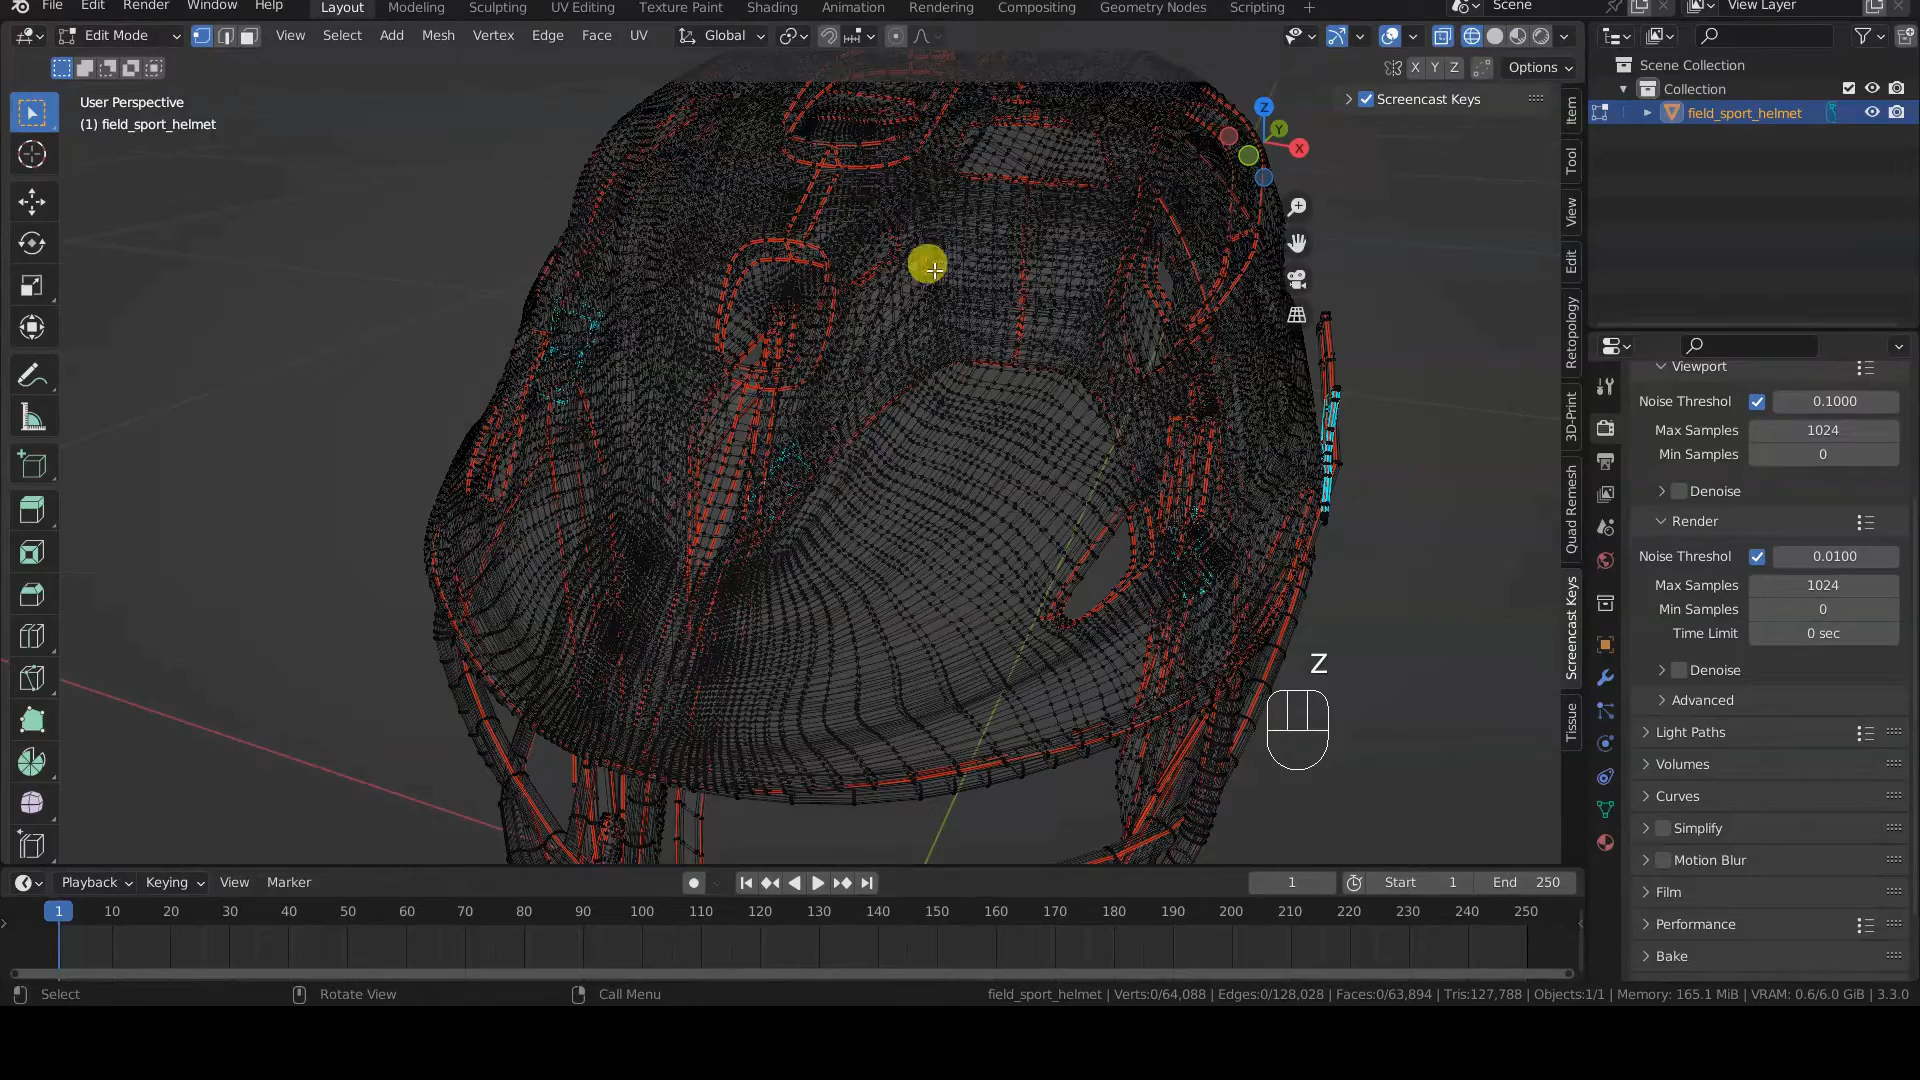 File Edit Render Window Help Layout Modeling Sculpting UV Editing Texture Paint Shading Animation Rendering Compositing Geometry Nodes Scripting + Scene View Layer
Edit Mode View Select Add Mesh Vertex Edge Face UV Global
X Y Z Options
User Perspective
(1) field_sport_helmet
Screencast Keys
Z
Y
X
Item
Tool
View
Edit
Retopology
3D-Print
Quad Remesh
Screencast Keys
Tissue
Z
Scene Collection
Collection
field_sport_helmet
Viewport
Noise Threshol 0.1000
Max Samples 1024
Min Samples 0
Denoise
Render
Noise Threshol 0.0100
Max Samples 1024
Min Samples 0
Time Limit 0 sec
Denoise
Advanced
Light Paths
Volumes
Curves
Simplify
Motion Blur
Film
Performance
Bake
Playback Keying View Marker 1 Start 1 End 250
1 10 20 30 40 50 60 70 80 90 100 110 120 130 140 150 160 170 180 190 200 210 220 230 240 250
Select Rotate View Call Menu field_sport_helmet | Verts:0/64,088 | Edges:0/128,028 | Faces:0/63,894 | Tris:127,788 | Objects:1/1 | Memory: 165.1 MiB | VRAM: 0.6/6.0 GiB | 3.3.0